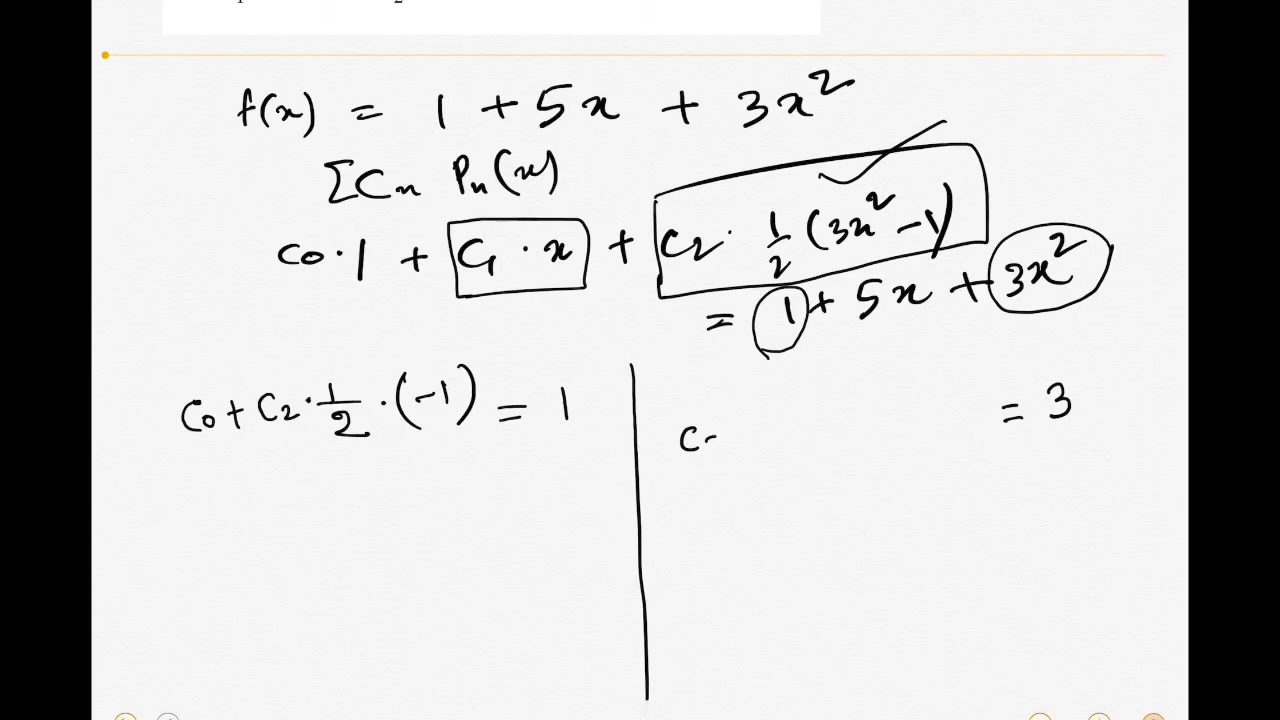 f(x) = 1 + 5x + 3x²
ΣCn Pn(x)
C0·1 + C1·x + C2·1/2(3x²-1)
= 1 + 5x + 3x²
C0 + C2·1/2·(-1) = 1
C = 3